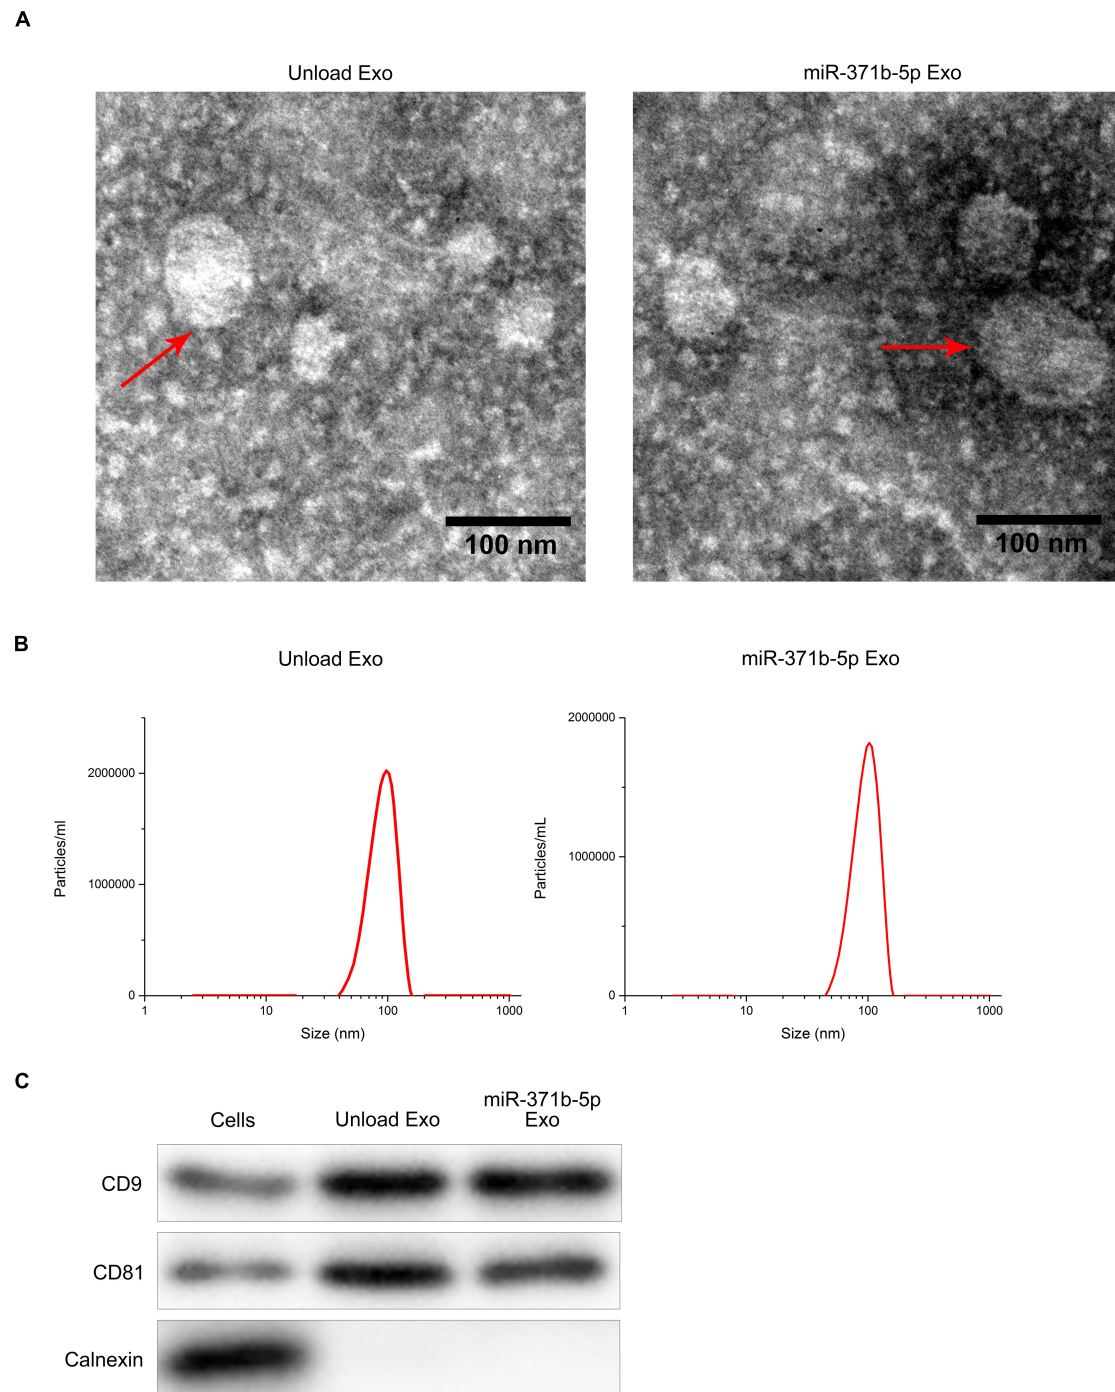 A
Unload Exo
miR-371b-5p Exo
100 nm
100 nm
B
Unload Exo
miR-371b-5p Exo
Particles/ml
2000000
1000000
0
1
10
100
1000
Size (nm)
Particles/mL
2000000
1000000
0
1
10
100
1000
Size (nm)
C
Cells
Unload Exo
miR-371b-5p
Exo
CD9
CD81
Calnexin